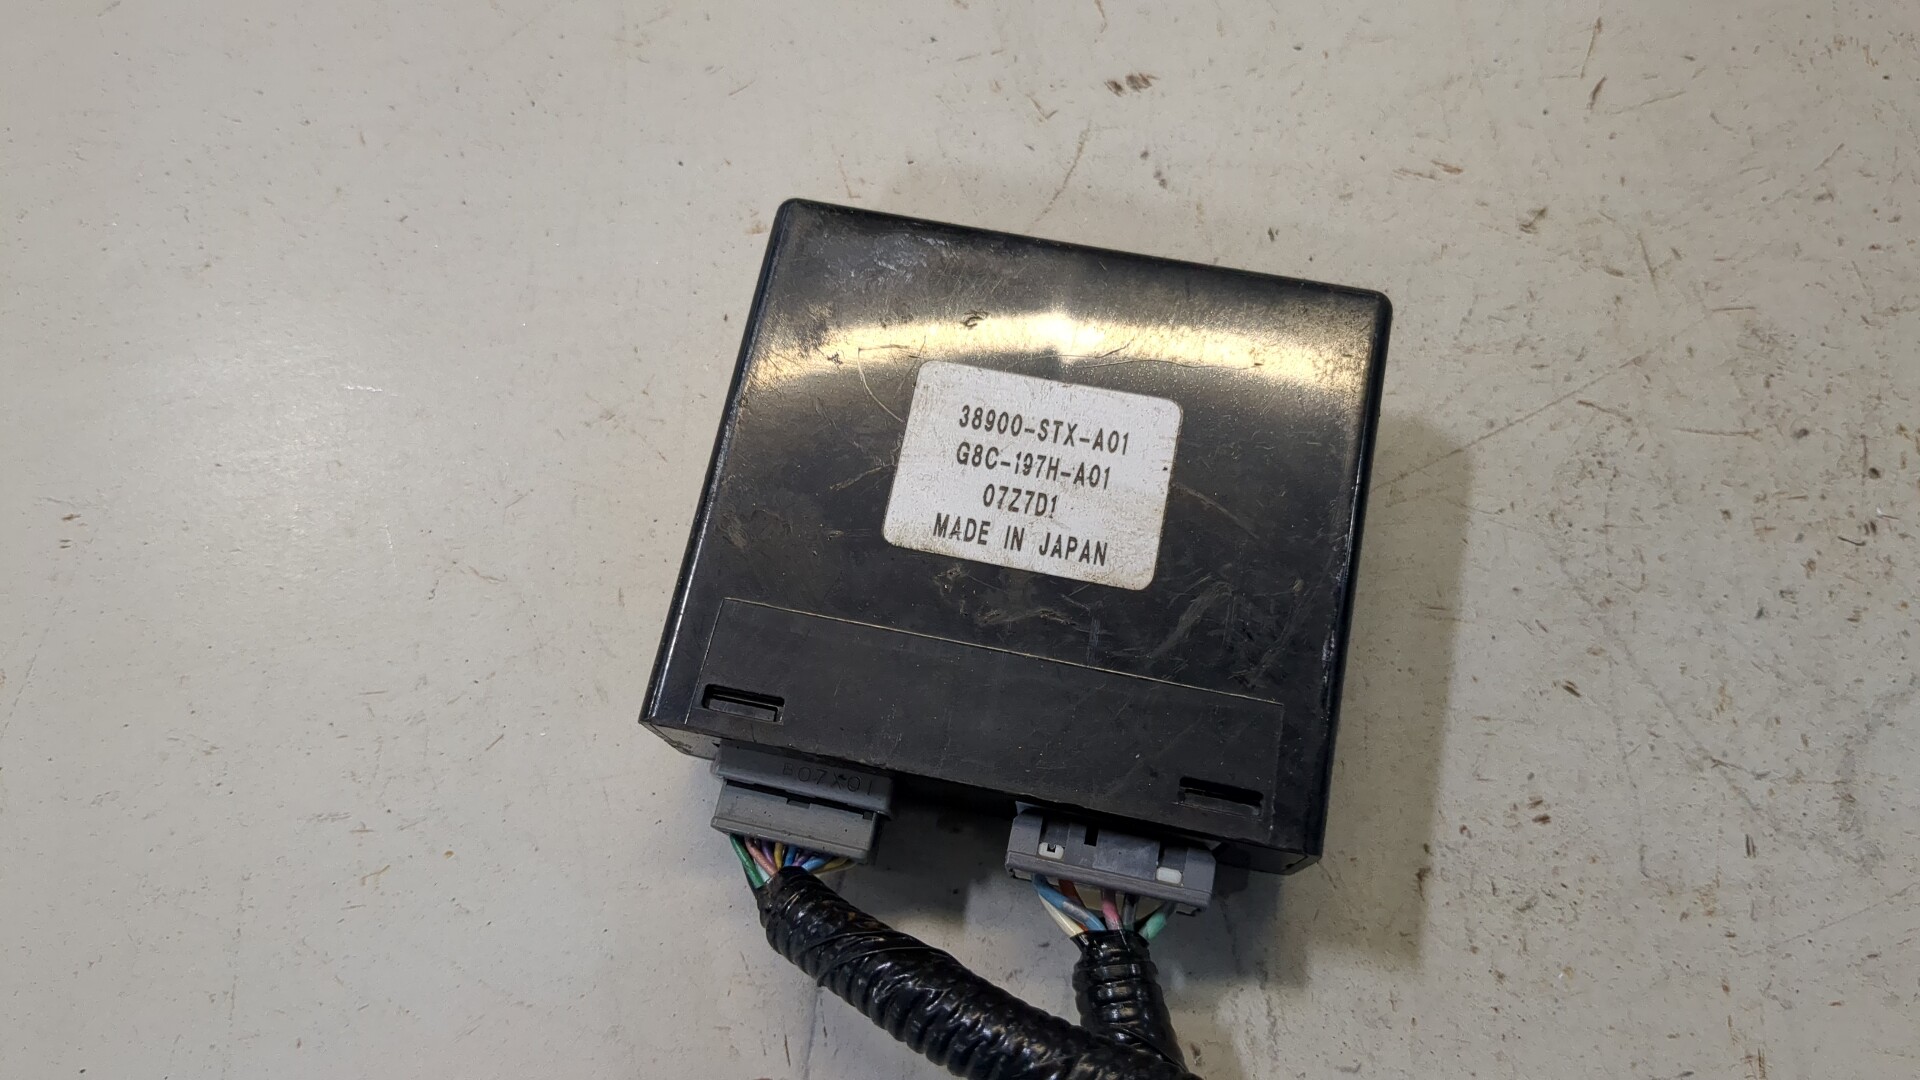 38900-STX-A01
G8C-197H-A01
07Z7D1
MADE IN JAPAN